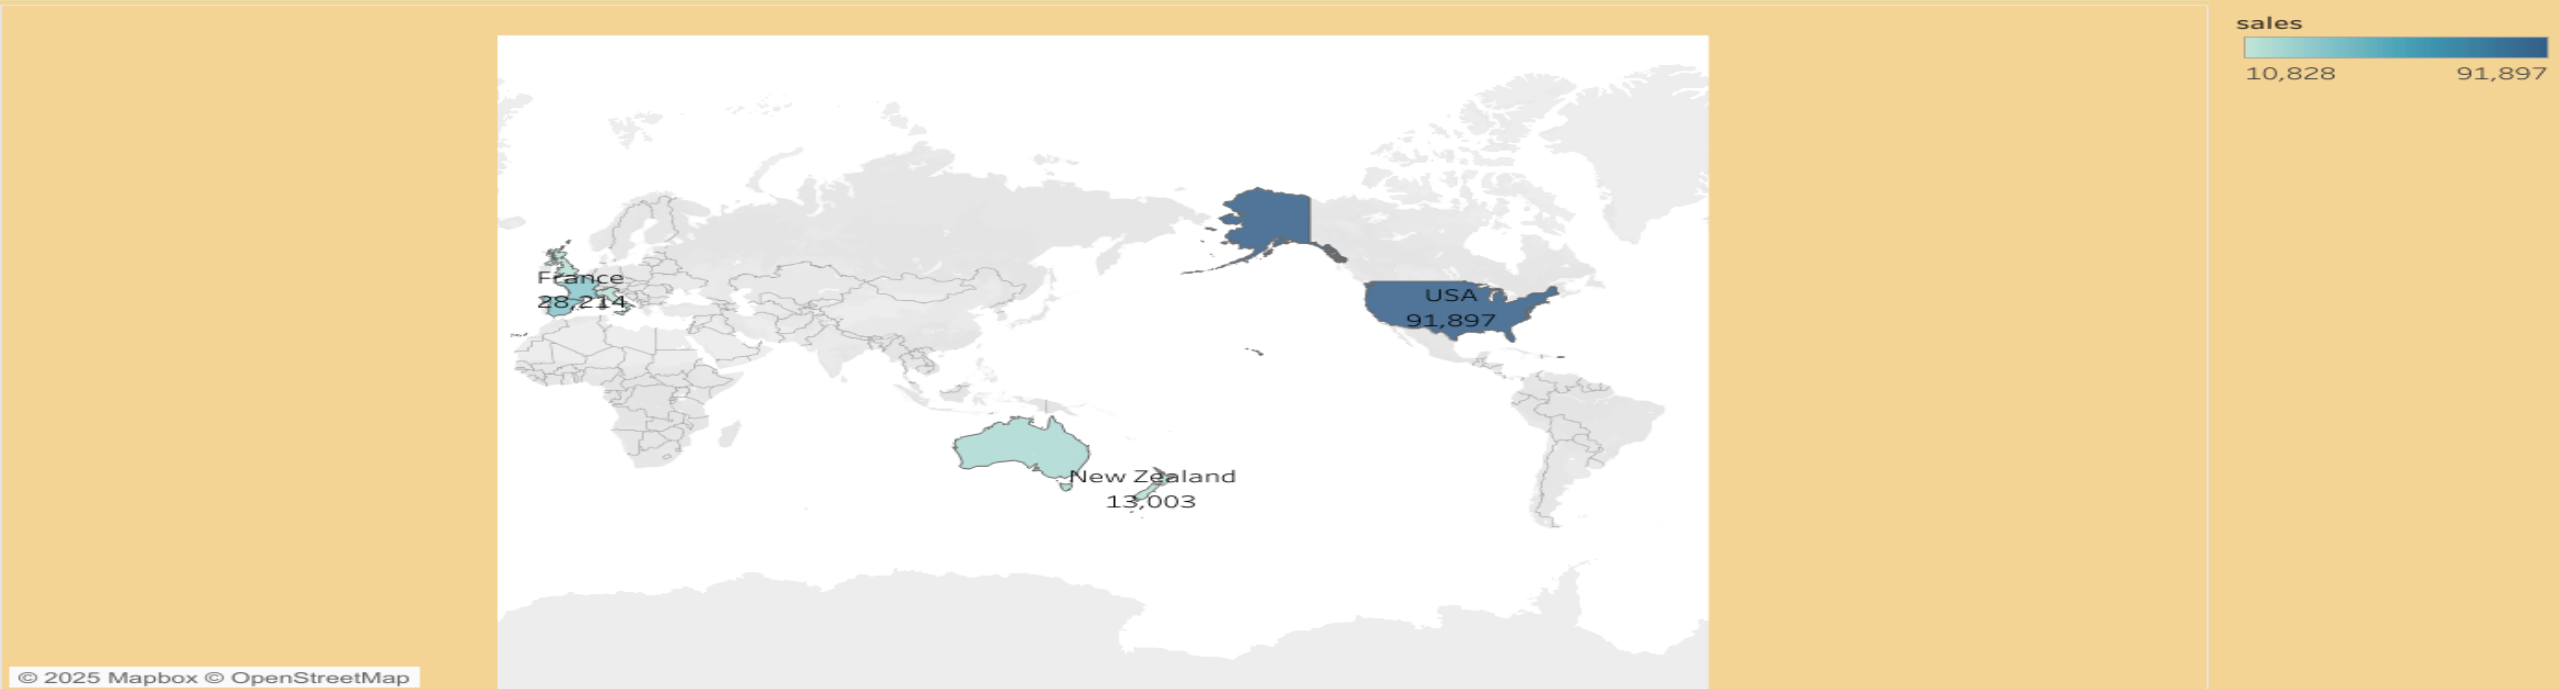 sales
10,828 91,897
France
28,214
USA
91,897
New Zealand
13,003
© 2025 Mapbox © OpenStreetMap